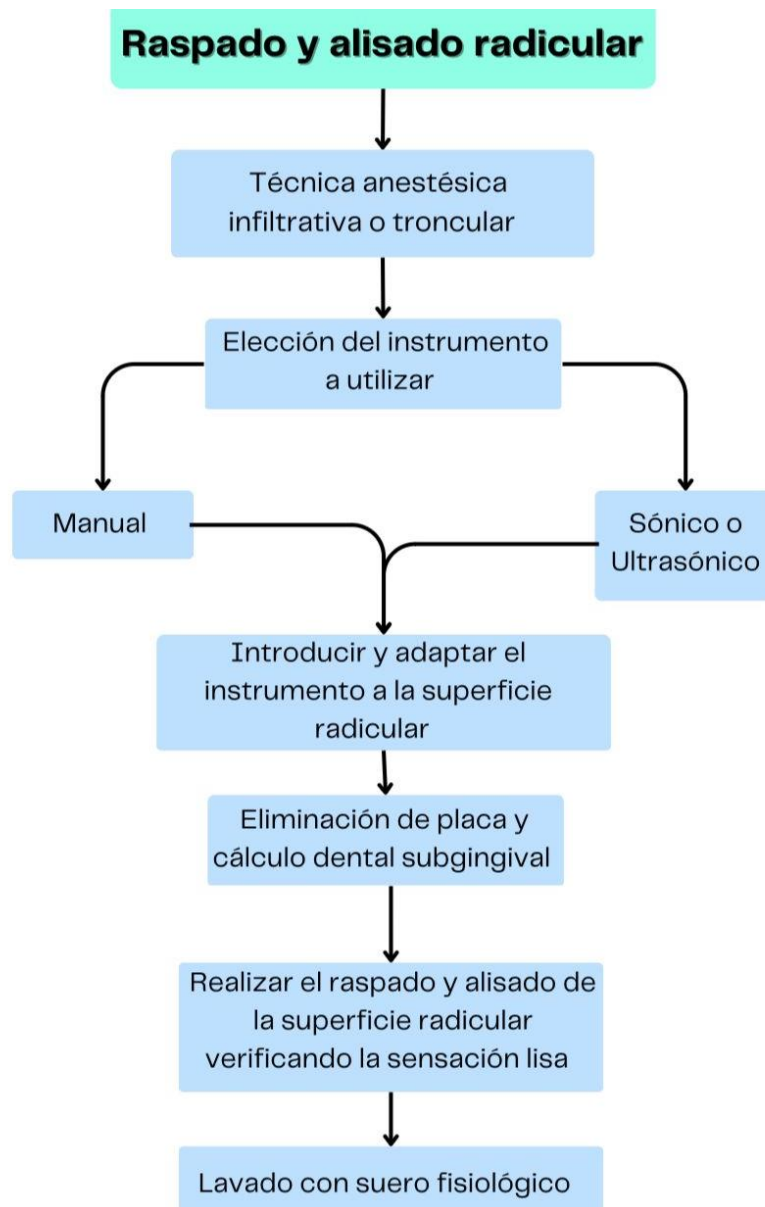 Raspado y alisado radicular
Técnica anestésica
infiltrativa o troncular
Elección del instrumento
a utilizar
Manual
Sónico o
Ultrasónico
Introducir y adaptar el
instrumento a la superficie
radicular
Eliminación de placa y
cálculo dental subgingival
Realizar el raspado y alisado de
la superficie radicular
verificando la sensación lisa
Lavado con suero fisiológico